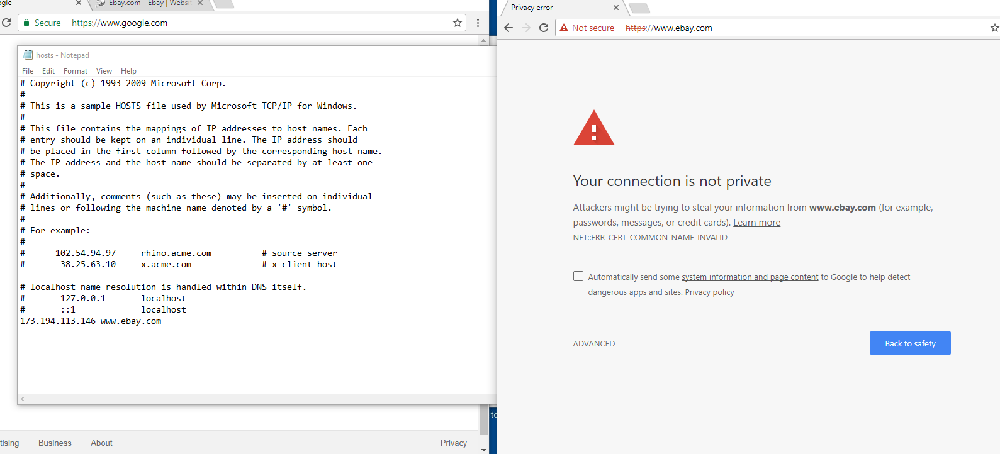 gle
Ebay.com - Ebay | Websit
Secure
https://www.google.com
hosts - Notepad
File Edit Format View Help
# Copyright (c) 1993-2009 Microsoft Corp.
#
# This is a sample HOSTS file used by Microsoft TCP/IP for Windows.
#
# This file contains the mappings of IP addresses to host names. Each
# entry should be kept on an individual line. The IP address should
# be placed in the first column followed by the corresponding host name.
# The IP address and the host name should be separated by at least one
# space.
#
# Additionally, comments (such as these) may be inserted on individual
# lines or following the machine name denoted by a '#' symbol.
#
# For example:
#
#      102.54.94.97     rhino.acme.com          # source server
#       38.25.63.10     x.acme.com              # x client host
# localhost name resolution is handled within DNS itself.
#       127.0.0.1       localhost
#       ::1             localhost
173.194.113.146 www.ebay.com
tising Business About Privacy
to
Privacy error
Not secure
https://www.ebay.com
Your connection is not private
Attackers might be trying to steal your information from www.ebay.com (for example,
passwords, messages, or credit cards). Learn more
NET::ERR_CERT_COMMON_NAME_INVALID
Automatically send some system information and page content to Google to help detect
dangerous apps and sites. Privacy policy
ADVANCED
Back to safety